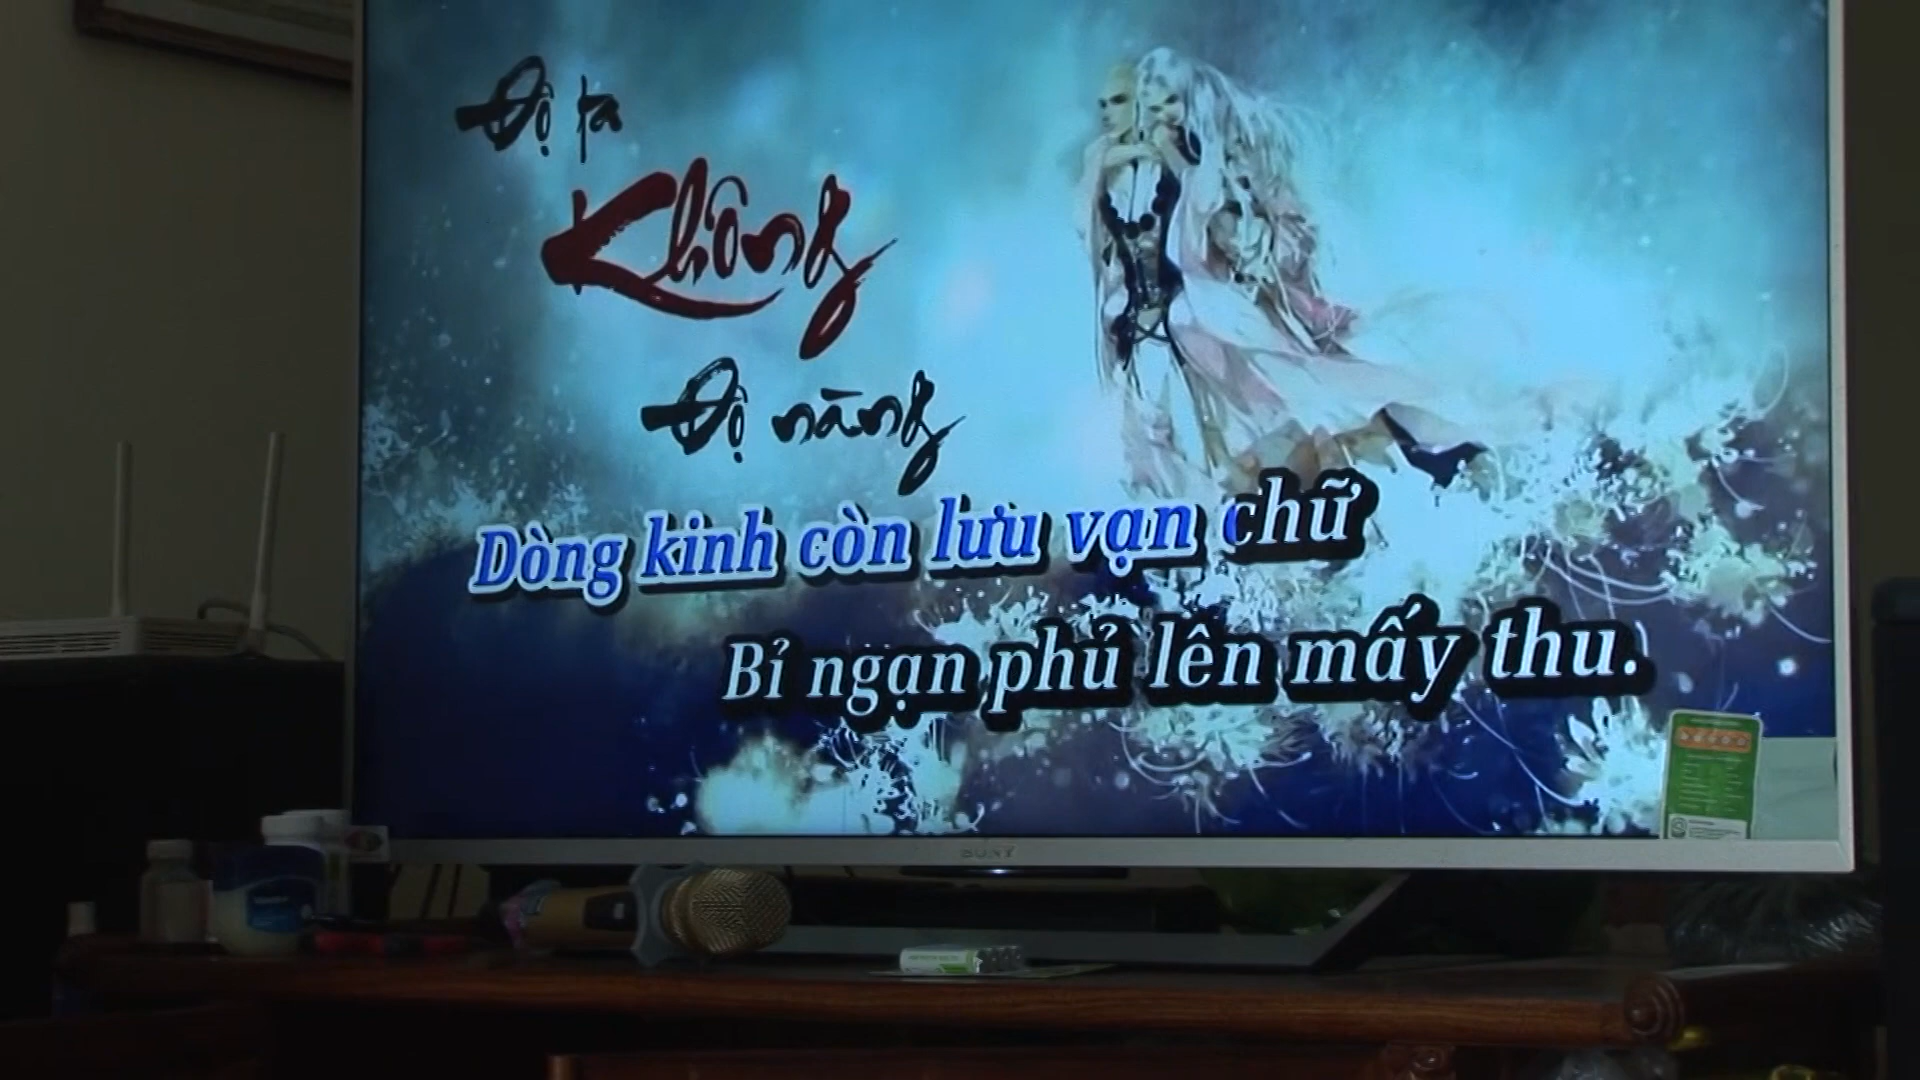 Độ ta
Không
Độ nàng
Dòng kinh còn lưu vạn chữ
Bỉ ngạn phủ lên mấy thu.
SONY